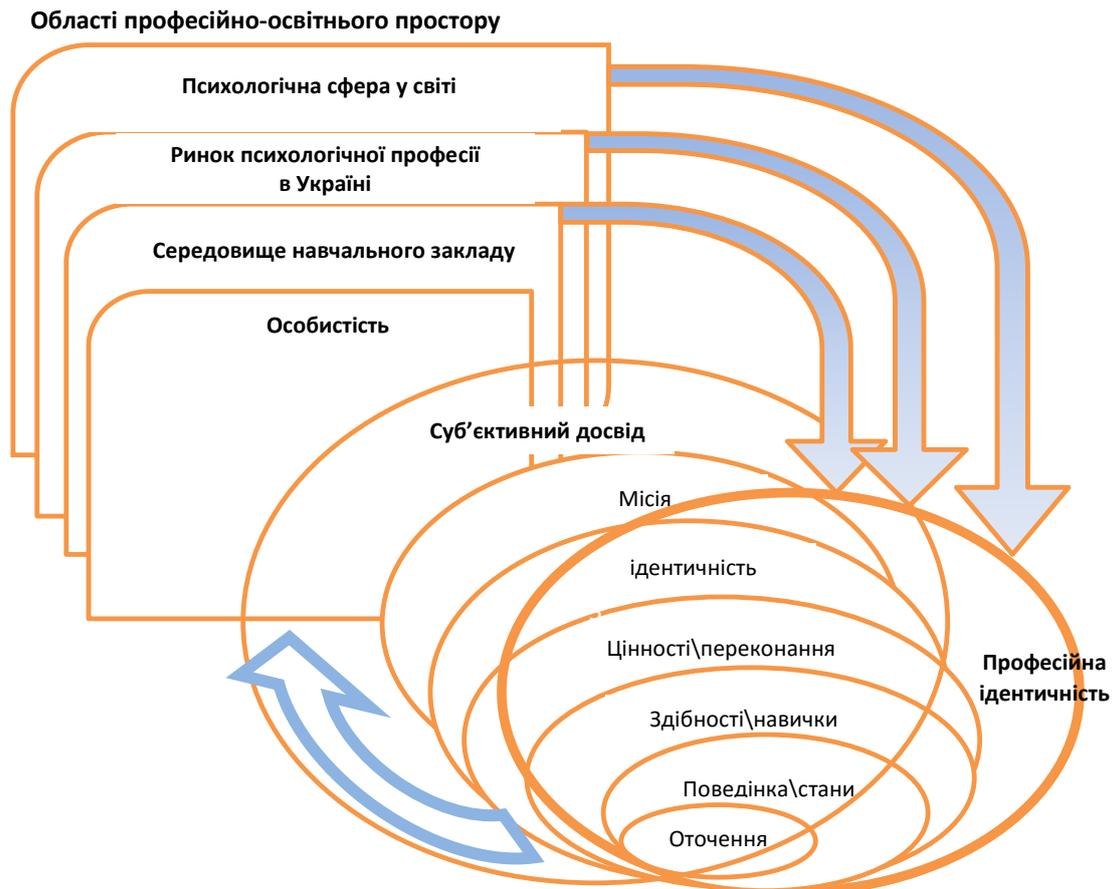 Області професійно-освітнього простору
Психологічна сфера у світі
Ринок психологічної професії
в Україні
Середовище навчального закладу
Особистість
Суб’єктивний досвід
Місія
ідентичність
Цінності\переконання
Професійна
ідентичність
Здібності\навички
Поведінка\стани
Оточення